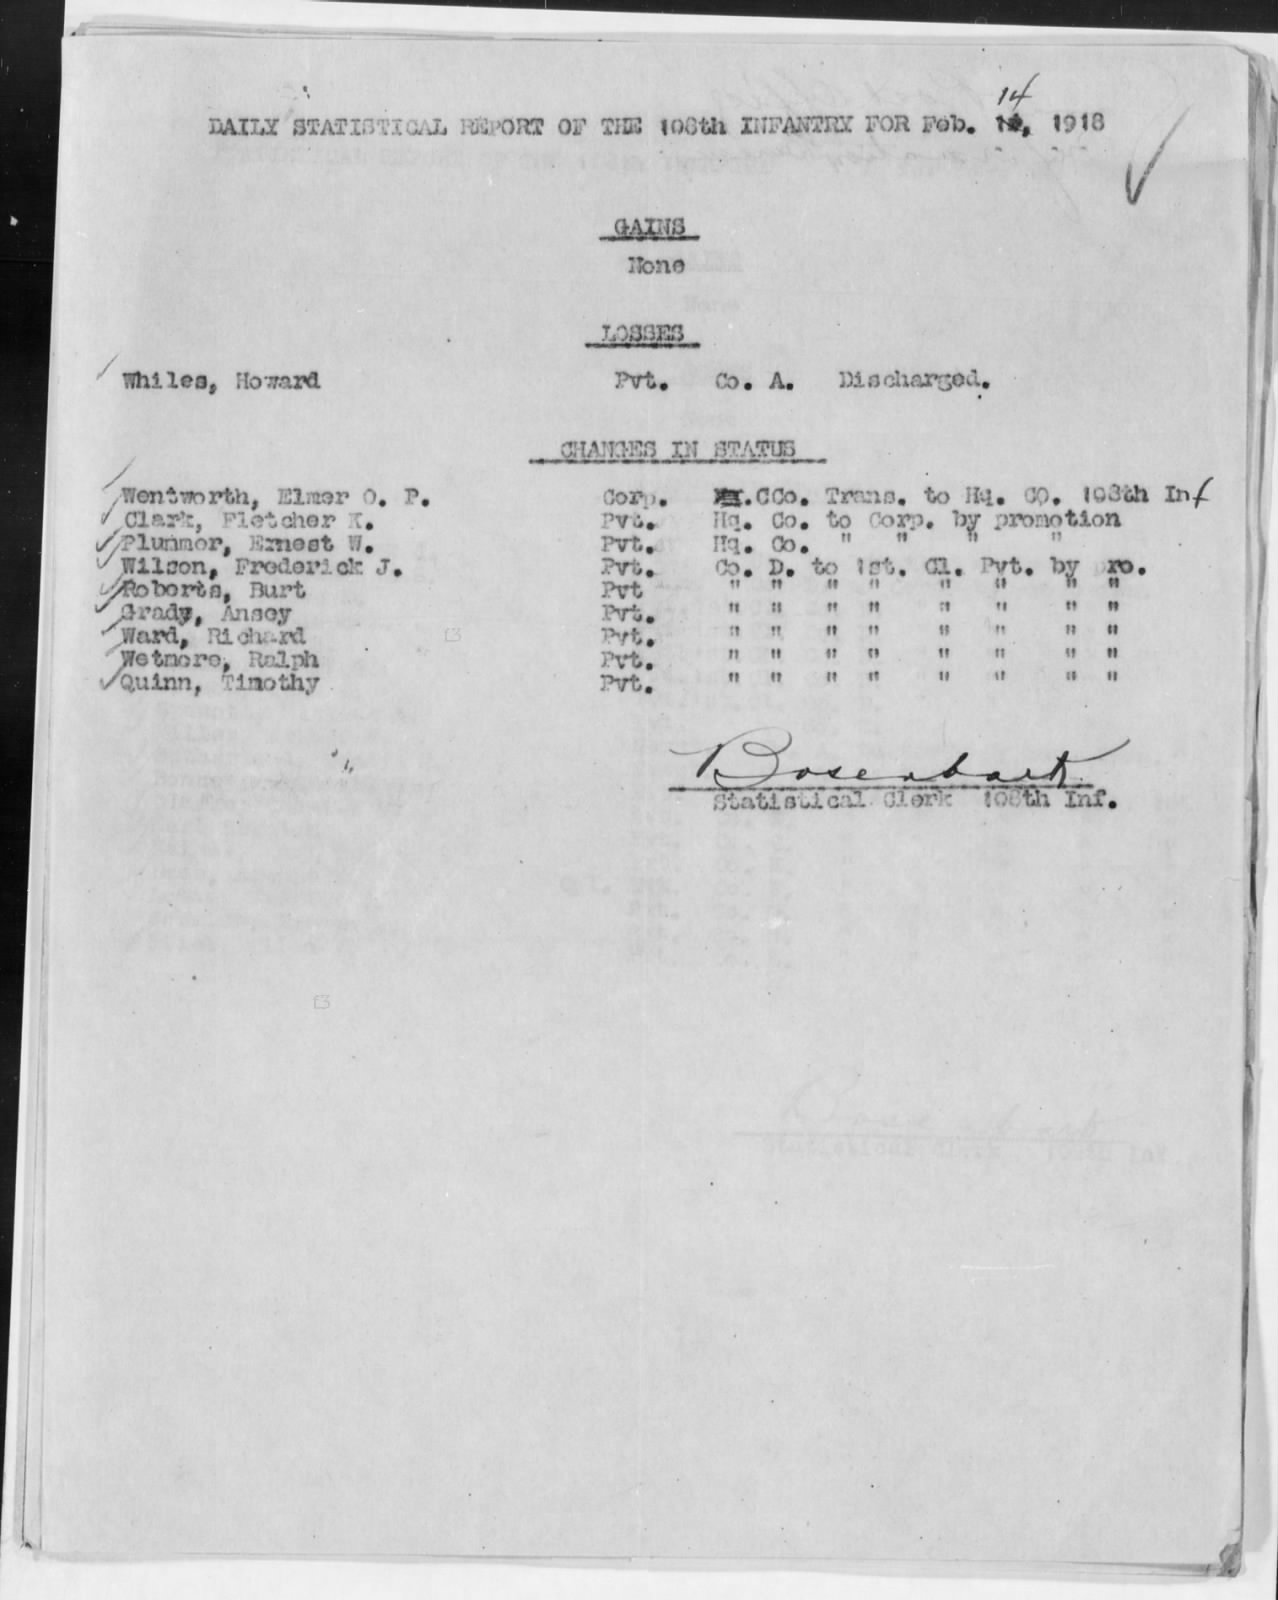 14
DAILY STATISTICAL REPORT OF THE 108th INFANTRY FOR Feb. , 1918
GAINS
None
LOSSES
Whiles, Howard Pvt. Co. A. Discharged.
CHANGES IN STATUS
Wentworth, Elmer O. P. Corp. .CCo. Trans. to Hq. CO. 108th Inf
Clark, Fletcher K. Pvt. Hq. Co. to Corp. by promotion
Plummer, Ernest W. Pvt. Hq. Co. " " " "
Wilson, Frederick J. Pvt. Co. D. to 1st. Cl. Pvt. by pro.
Roberts, Burt Pvt " " " " " " " "
Grady, Ansey Pvt. " " " " " " " "
Ward, Richard Pvt. " " " " " " " "
Wetmore, Ralph Pvt. " " " " " " " "
Quinn, Timothy Pvt. " " " " " " " "
Statistical Clerk 108th Inf.